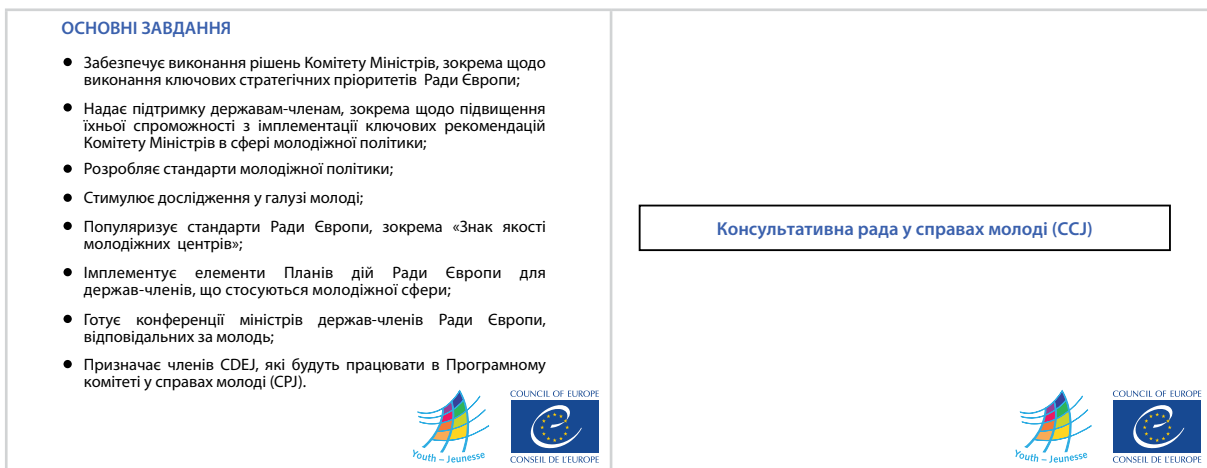 ОСНОВНІ ЗАВДАННЯ
● Забезпечує виконання рішень Комітету Міністрів, зокрема щодо
виконання ключових стратегічних пріоритетів Ради Європи;
● Надає підтримку державам-членам, зокрема щодо підвищення
їхньої спроможності з імплементації ключових рекомендацій
Комітету Міністрів в сфері молодіжної політики;
● Розробляє стандарти молодіжної політики;
● Стимулює дослідження у галузі молоді;
● Популяризує стандарти Ради Європи, зокрема «Знак якості
молодіжних центрів»;
● Імплементує елементи Планів дій Ради Європи для
держав-членів, що стосуються молодіжної сфери;
● Готує конференції міністрів держав-членів Ради Європи,
відповідальних за молодь;
● Призначає членів CDEJ, які будуть працювати в Програмному
комітеті у справах молоді (CPJ).
Youth – Jeunesse
COUNCIL OF EUROPE
CONSEIL DE L'EUROPE
Консультативна рада у справах молоді (CCJ)
Youth – Jeunesse
COUNCIL OF EUROPE
CONSEIL DE L'EUROPE